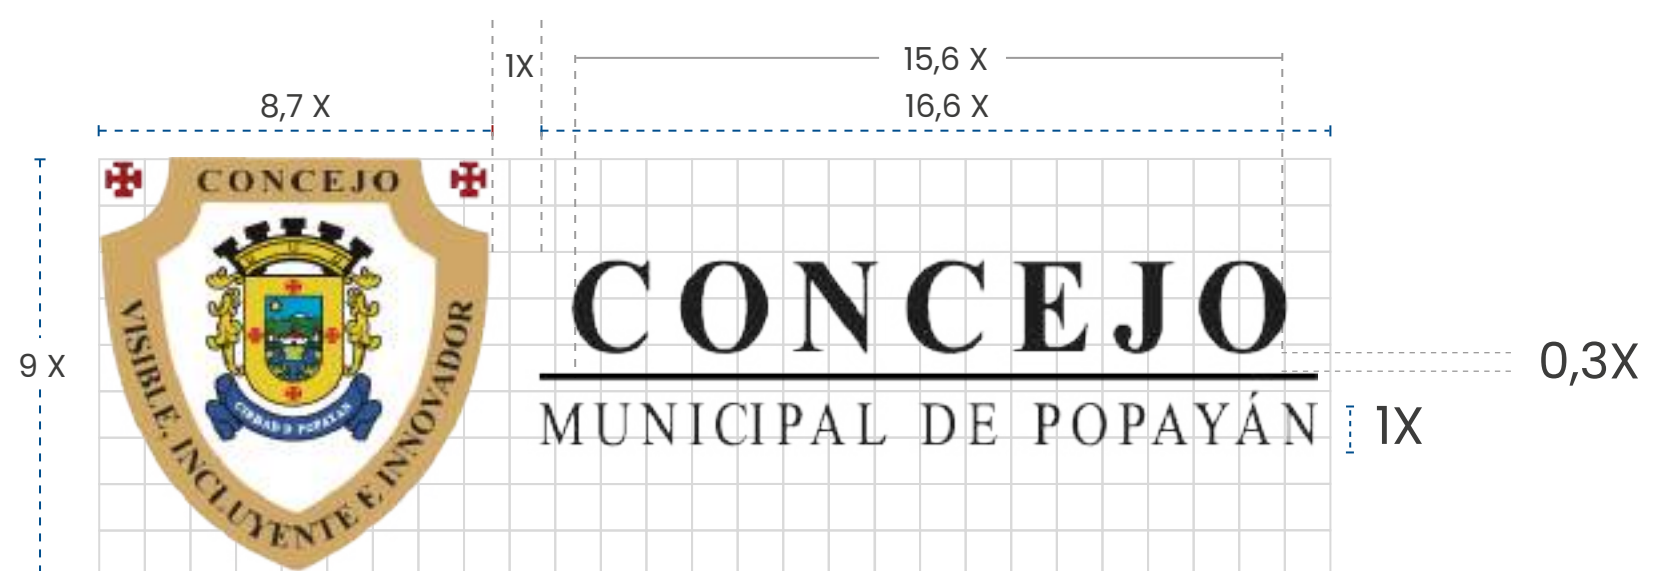 15,6 X
1X
8,7 X
16,6 X
CONCEJO
9 X
VISIBLE, INCLUYENTE E INNOVADOR
CIUDAD D POPAYAN
CONCEJO
0,3X
MUNICIPAL DE POPAYÁN
1X